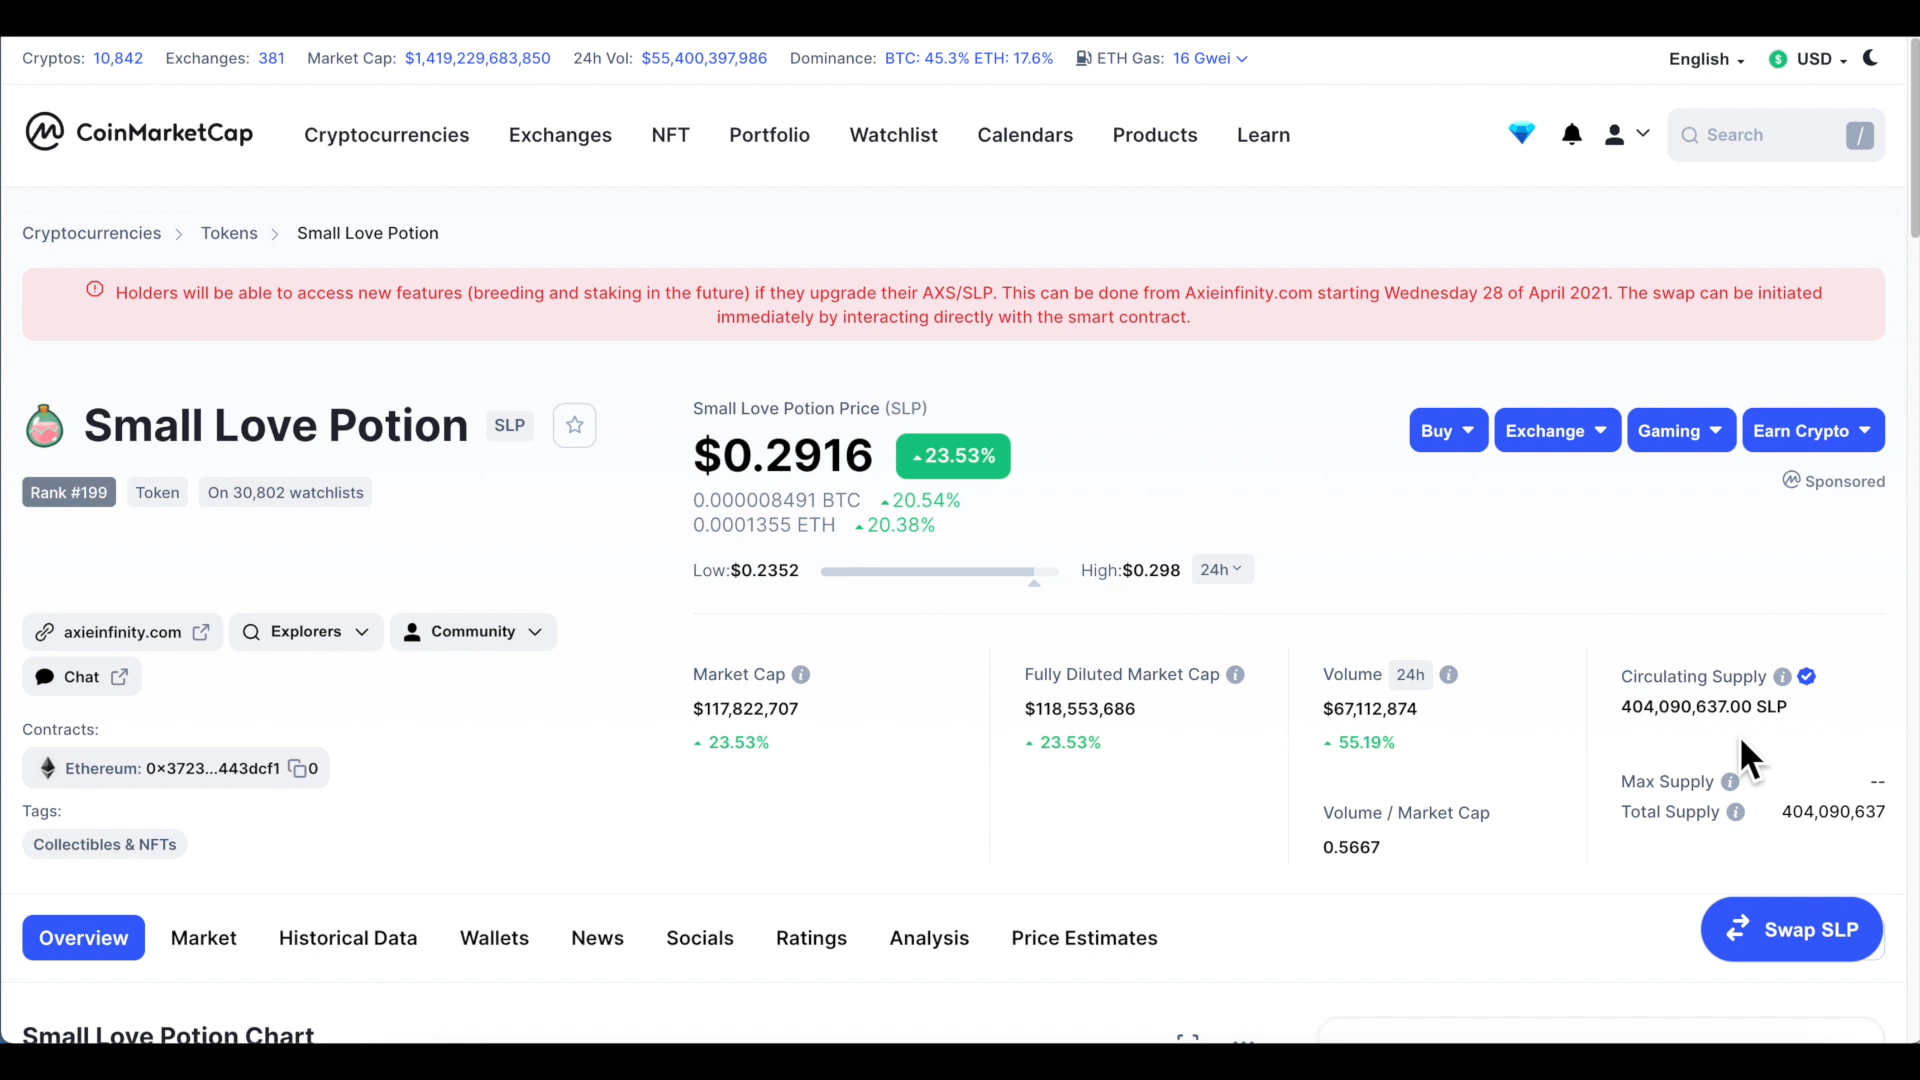 Cryptos: 10,842 Exchanges: 381 Market Cap: $1,419,229,683,850 24h Vol: $55,400,397,986 Dominance: BTC: 45.3% ETH: 17.6% ETH Gas: 16 Gwei English USD
CoinMarketCap Cryptocurrencies Exchanges NFT Portfolio Watchlist Calendars Products Learn Search /
Cryptocurrencies > Tokens > Small Love Potion
Holders will be able to access new features (breeding and staking in the future) if they upgrade their AXS/SLP. This can be done from Axieinfinity.com starting Wednesday 28 of April 2021. The swap can be initiated
immediately by interacting directly with the smart contract.
Small Love Potion SLP
Rank #199 Token On 30,802 watchlists
axieinfinity.com Explorers Community
Chat
Contracts:
Ethereum: 0x3723...443dcf1 0
Tags:
Collectibles & NFTs
Small Love Potion Price (SLP)
$0.2916 23.53%
0.000008491 BTC 20.54%
0.0001355 ETH 20.38%
Low:$0.2352 High:$0.298 24h
Buy Exchange Gaming Earn Crypto
Sponsored
Market Cap
$117,822,707
23.53%
Fully Diluted Market Cap
$118,553,686
23.53%
Volume 24h
$67,112,874
55.19%
Volume / Market Cap
0.5667
Circulating Supply
404,090,637.00 SLP
Max Supply --
Total Supply 404,090,637
Overview Market Historical Data Wallets News Socials Ratings Analysis Price Estimates
Swap SLP
Small Love Potion Chart